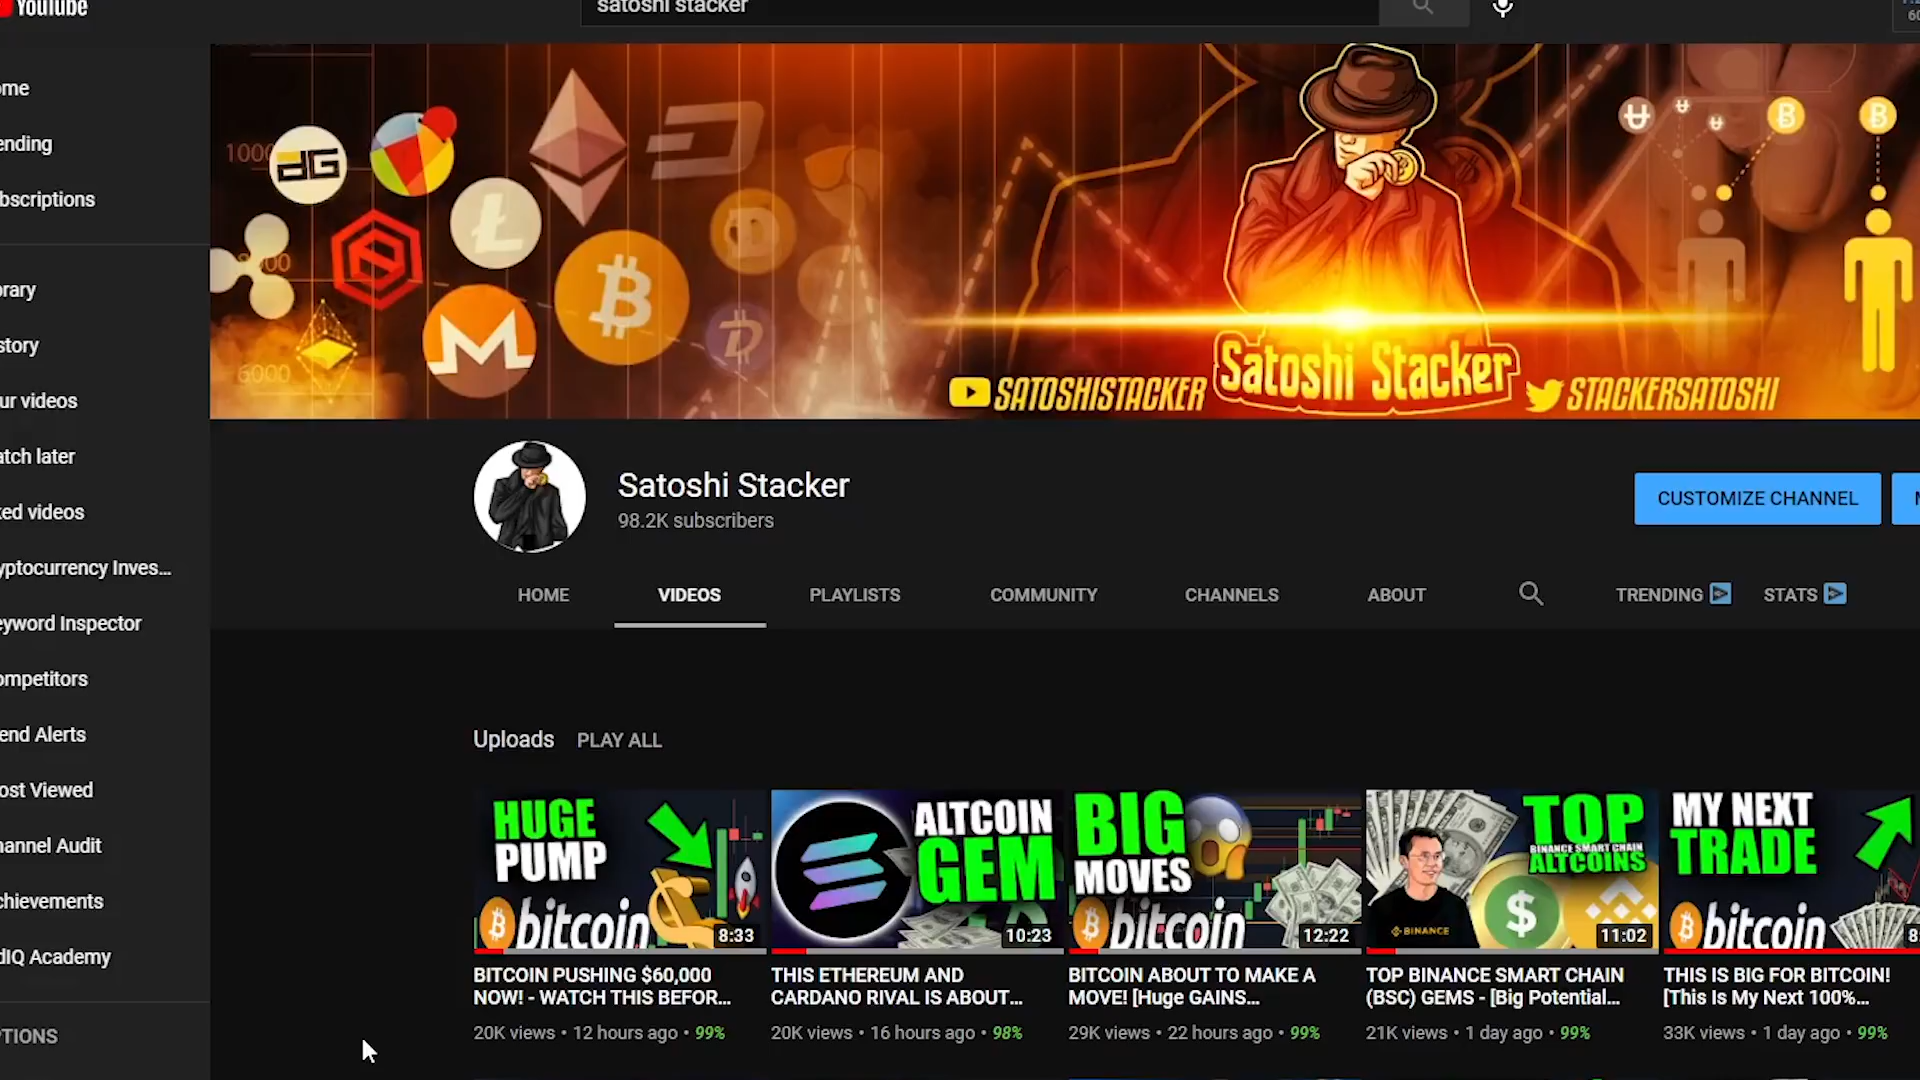 YouTube
satoshi stacker
ome
ending
bscriptions
brary
story
ur videos
atch later
ked videos
yptocurrency Inves...
eyword Inspector
ompetitors
end Alerts
ost Viewed
hannel Audit
chievements
dIQ Academy
TIONS
6000
SATOSHISTACKER
Satoshi Stacker
STACKERSATOSHI
Satoshi Stacker
98.2K subscribers
CUSTOMIZE CHANNEL
HOME VIDEOS PLAYLISTS COMMUNITY CHANNELS ABOUT TRENDING STATS
Uploads PLAY ALL
HUGE
PUMP
bitcoin
8:33
BITCOIN PUSHING $60,000
NOW! - WATCH THIS BEFOR...
20K views • 12 hours ago • 99%
ALTCOIN
GEM
10:23
THIS ETHEREUM AND
CARDANO RIVAL IS ABOUT...
20K views • 16 hours ago • 98%
BIG
MOVES
bitcoin
12:22
BITCOIN ABOUT TO MAKE A
MOVE! [Huge GAINS...
29K views • 22 hours ago • 99%
TOP
BINANCE SMART CHAIN
ALTCOINS
BINANCE
11:02
TOP BINANCE SMART CHAIN
(BSC) GEMS - [Big Potential...
21K views • 1 day ago • 99%
MY NEXT
TRADE
bitcoin
8:
THIS IS BIG FOR BITCOIN!
[This Is My Next 100%...
33K views • 1 day ago • 99%